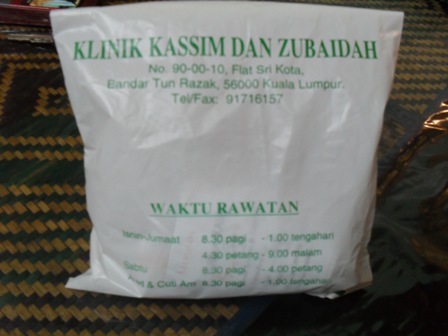 KLINIK KASSIM DAN ZUBAIDAH
No. 90-00-10, Flat Sri Kota,
Bandar Tun Razak, 56000 Kuala Lumpur.
Tel/Fax: 91716157
WAKTU RAWATAN
Isnin-Jumaat 8.30 pagi - 1.00 tengahari
4.30 petang - 9.00 malam
Sabtu 8.30 pagi - 4.00 petang
& Cuti Am 8.30 pagi - 1.00 tengahari